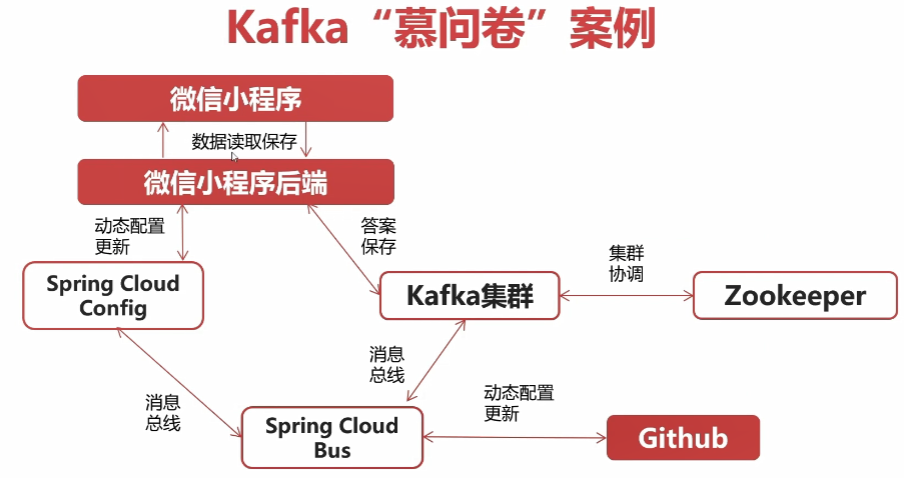 Kafka“慕问卷”案例
微信小程序
数据读取保存
微信小程序后端
动态配置
更新
答案
保存
Spring Cloud
Config
Kafka集群
集群
协调
Zookeeper
消息
总线
消息
总线
Spring Cloud
Bus
动态配置
更新
Github